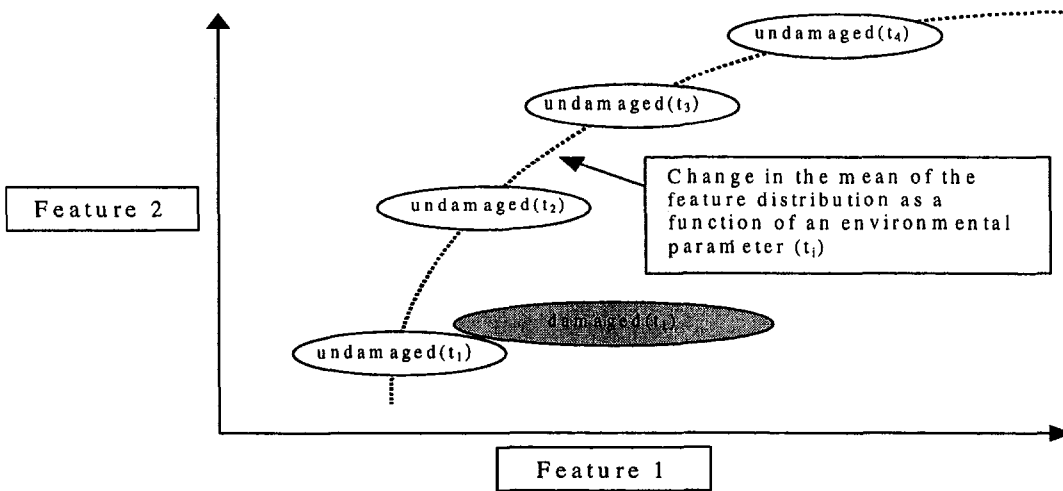 undamaged(t₄)
undamaged(t₃)
Change in the mean of the
feature distribution as a
function of an environmental
parameter (tᵢ)
Feature 2
undamaged(t₂)
damaged(t₁)
undamaged(t₁)
Feature 1